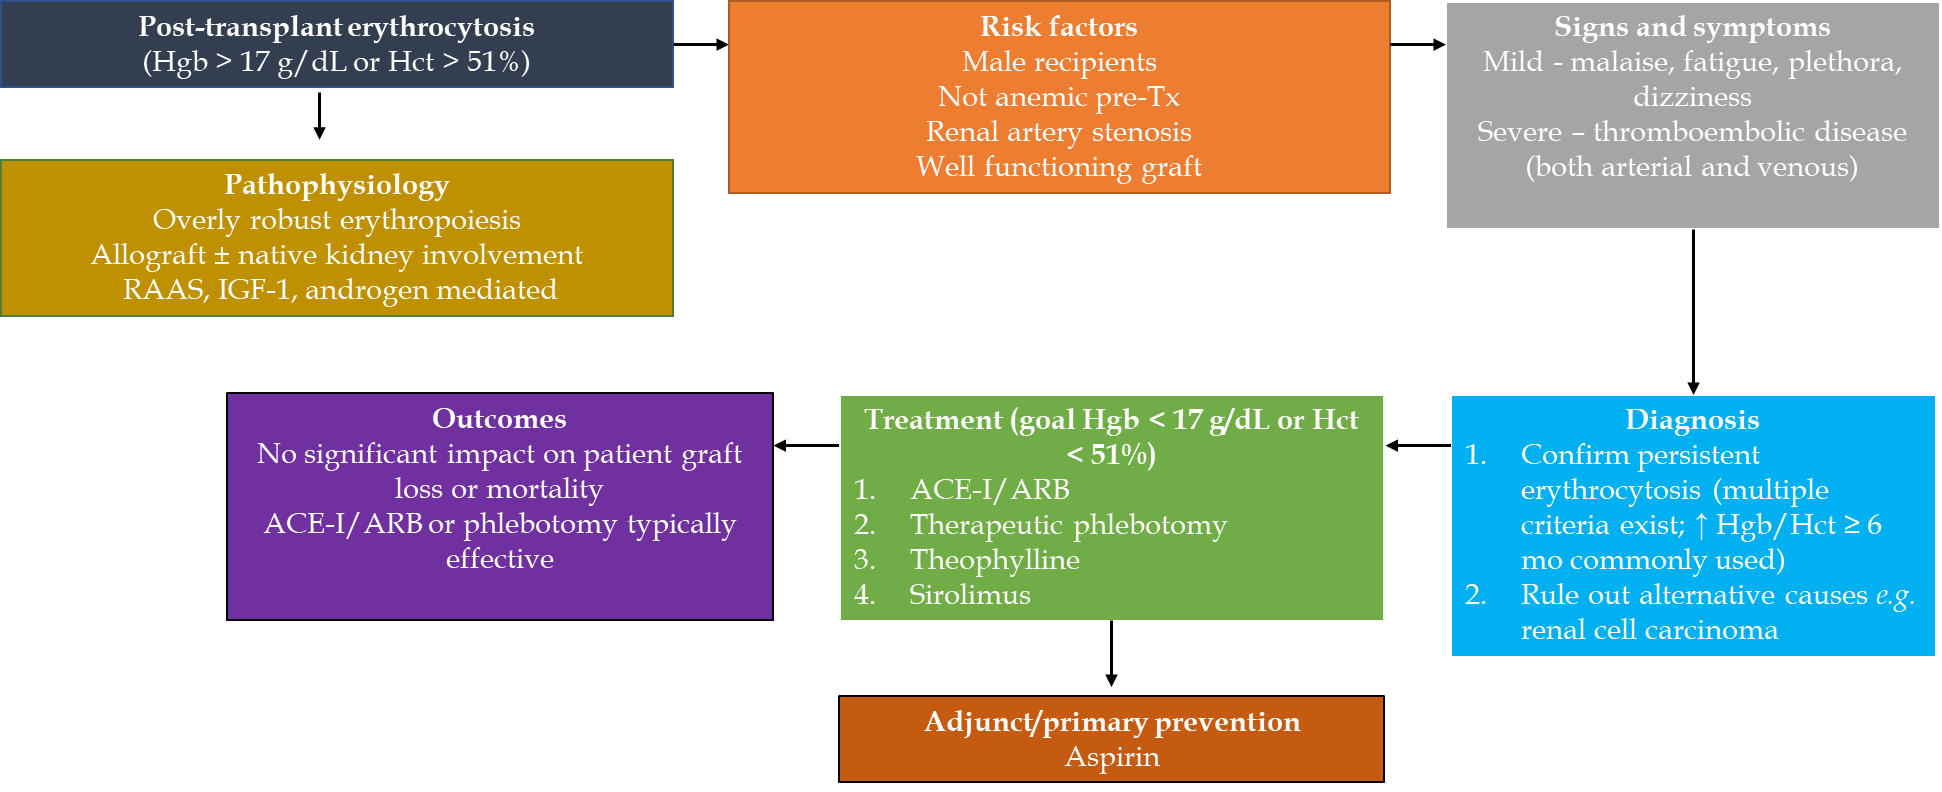 Post-transplant erythrocytosis
(Hgb > 17 g/dL or Hct > 51%)
Risk factors
Male recipients
Not anemic pre-Tx
Renal artery stenosis
Well functioning graft
Signs and symptoms
Mild - malaise, fatigue, plethora,
dizziness
Severe – thromboembolic disease
(both arterial and venous)
Pathophysiology
Overly robust erythropoiesis
Allograft ± native kidney involvement
RAAS, IGF-1, androgen mediated
Diagnosis
1. Confirm persistent
erythrocytosis (multiple
criteria exist; ↑ Hgb/Hct ≥ 6
mo commonly used)
2. Rule out alternative causes e.g.
renal cell carcinoma
Treatment (goal Hgb < 17 g/dL or Hct
< 51%)
1. ACE-I/ARB
2. Therapeutic phlebotomy
3. Theophylline
4. Sirolimus
Outcomes
No significant impact on patient graft
loss or mortality
ACE-I/ARB or phlebotomy typically
effective
Adjunct/primary prevention
Aspirin